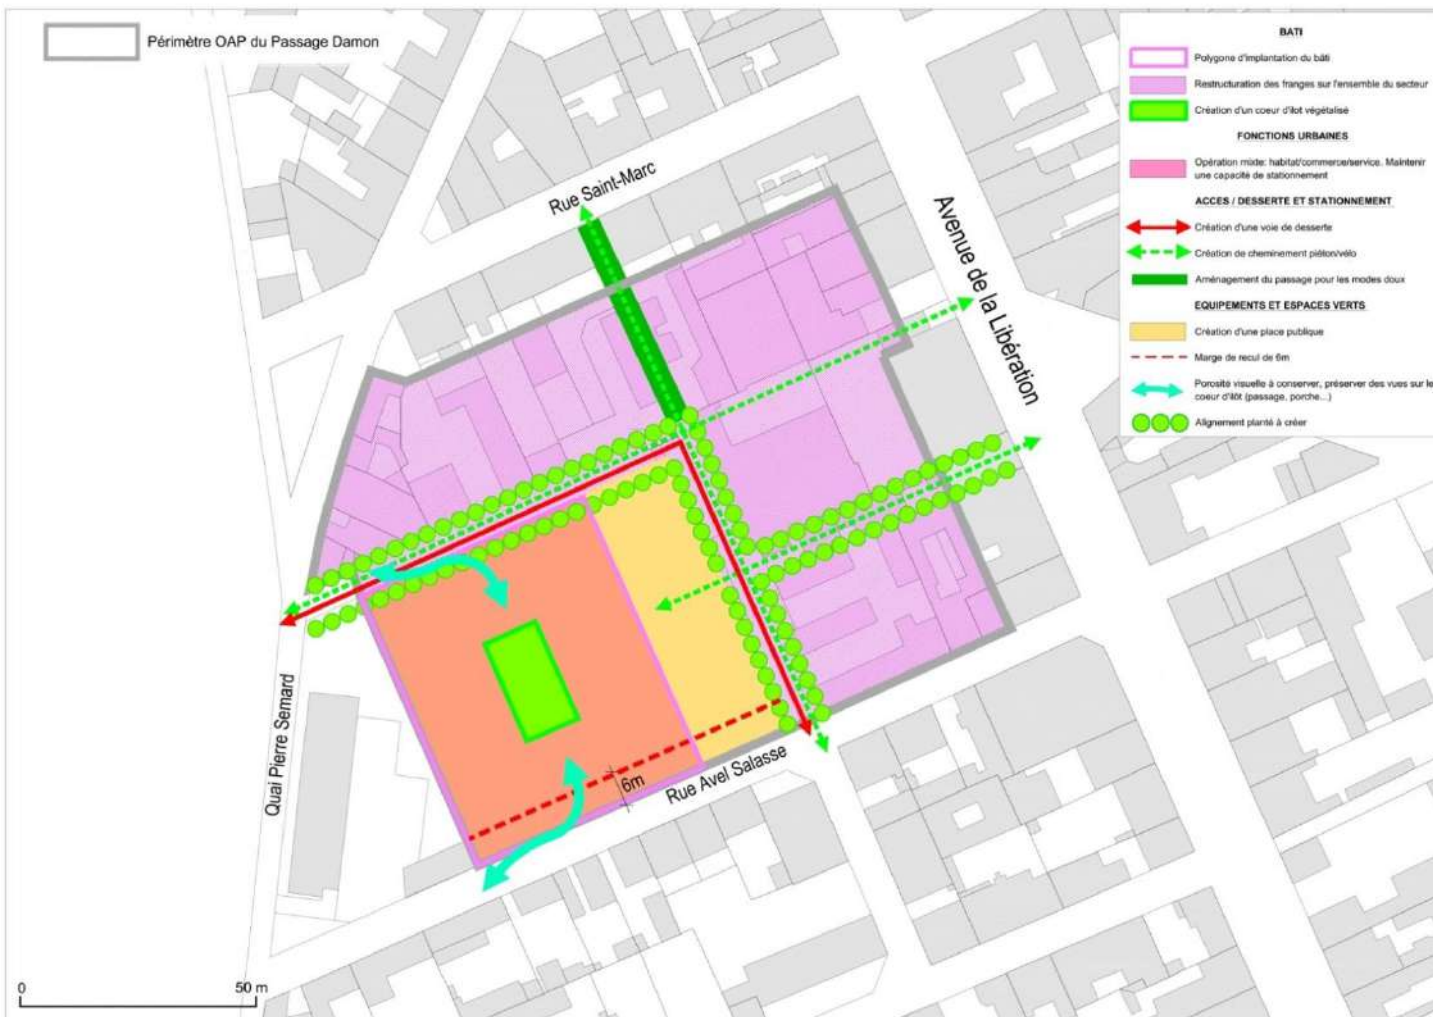 Périmètre OAP du Passage Damon
BATI
Polygone d'implantation du bâti
Restructuration des franges sur l'ensemble du secteur
Création d'un coeur d'ilot végétalisé
FONCTIONS URBAINES
Opération mixte: habitat/commerce/service. Maintenir
une capacité de stationnement
ACCES / DESSERTE ET STATIONNEMENT
Création d'une voie de desserte
Création de cheminement piéton/vélo
Aménagement du passage pour les modes doux
EQUIPEMENTS ET ESPACES VERTS
Création d'une place publique
Marge de recul de 6m
Porosité visuelle à conserver, préserver des vues sur le
coeur d'ilôt (passage, porche...)
Alignement planté à créer
Rue Saint-Marc
Avenue de la Libération
Quai Pierre Semard
6m
Rue Avel Salasse
0
50 m